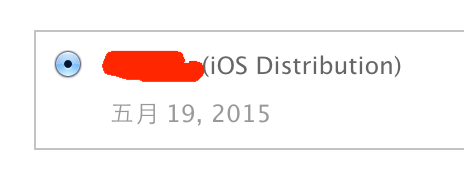 (iOS Distribution)
五月 19, 2015